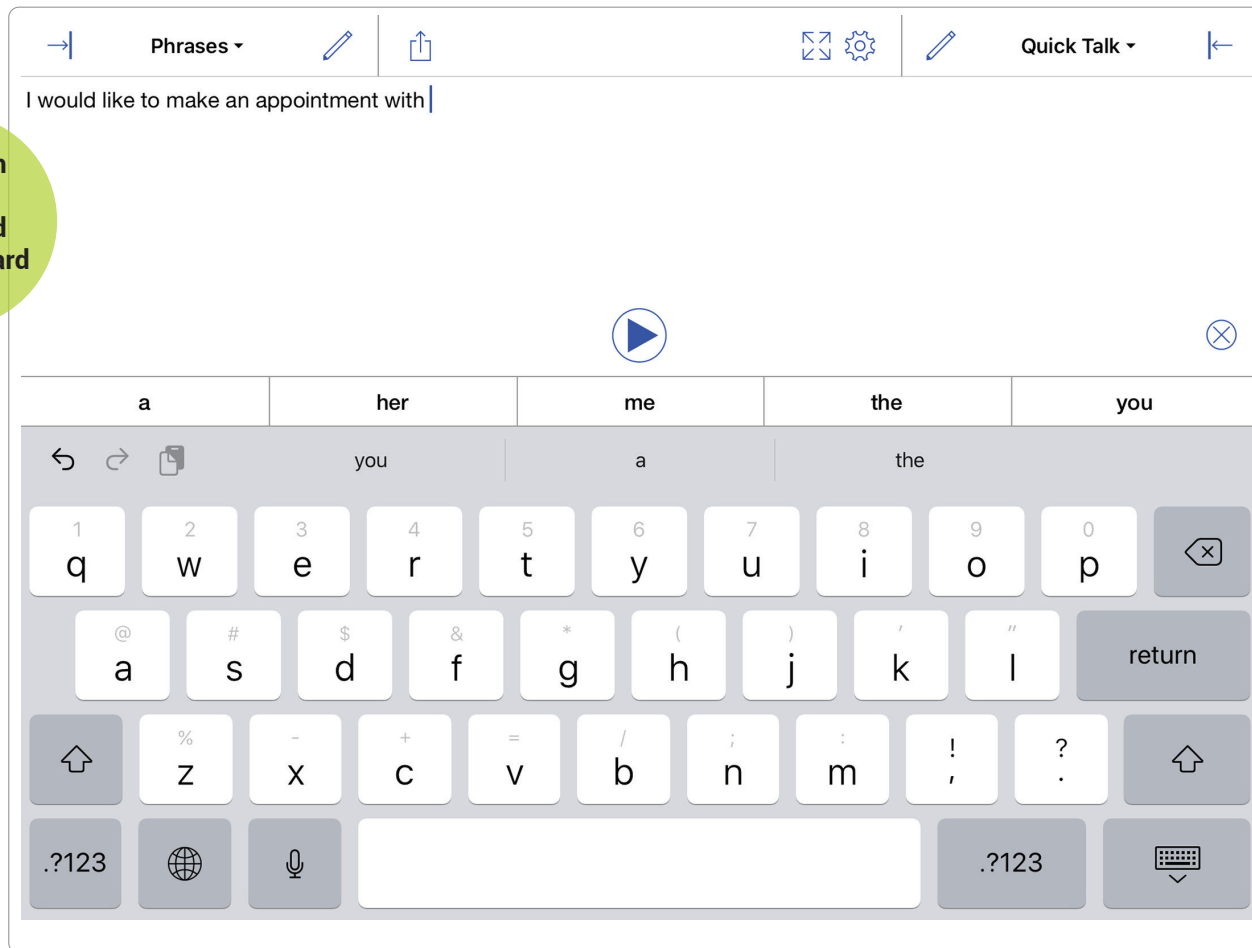 Phrases Quick Talk
I would like to make an appointment with
a her me the you
you a the
1 2 3 4 5 6 7 8 9 0
q w e r t y u i o p
@ # $ & * ( ) ' "
a s d f g h j k l return
% - + = / ; : ! ?
z x c v b n m , .
.?123 .?123